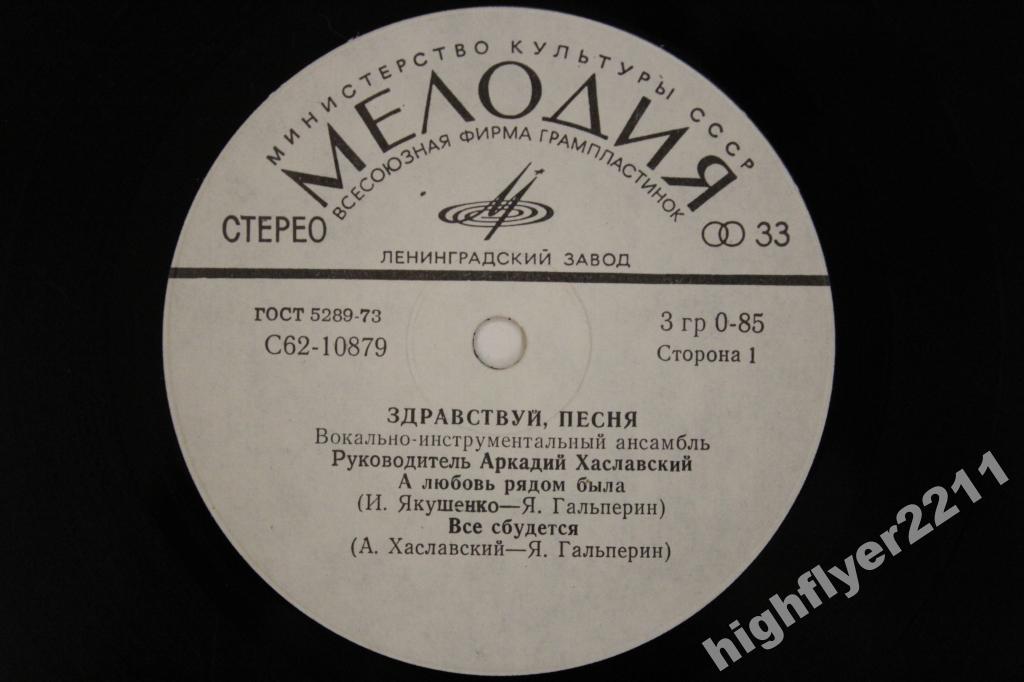 МИНИСТЕРСТВО КУЛЬТУРЫ СССР
МЕЛОДИЯ
ВСЕСОЮЗНАЯ ФИРМА ГРАМПЛАСТИНОК
СТЕРЕО
33
ЛЕНИНГРАДСКИЙ ЗАВОД
ГОСТ 5289-73
С62-10879
3 гр 0-85
Сторона 1
ЗДРАВСТВУЙ, ПЕСНЯ
Вокально-инструментальный ансамбль
Руководитель Аркадий Хаславский
А любовь рядом была
(И. Якушенко—Я. Гальперин)
Все сбудется
(А. Хаславский—Я. Гальперин)
highflyer2211